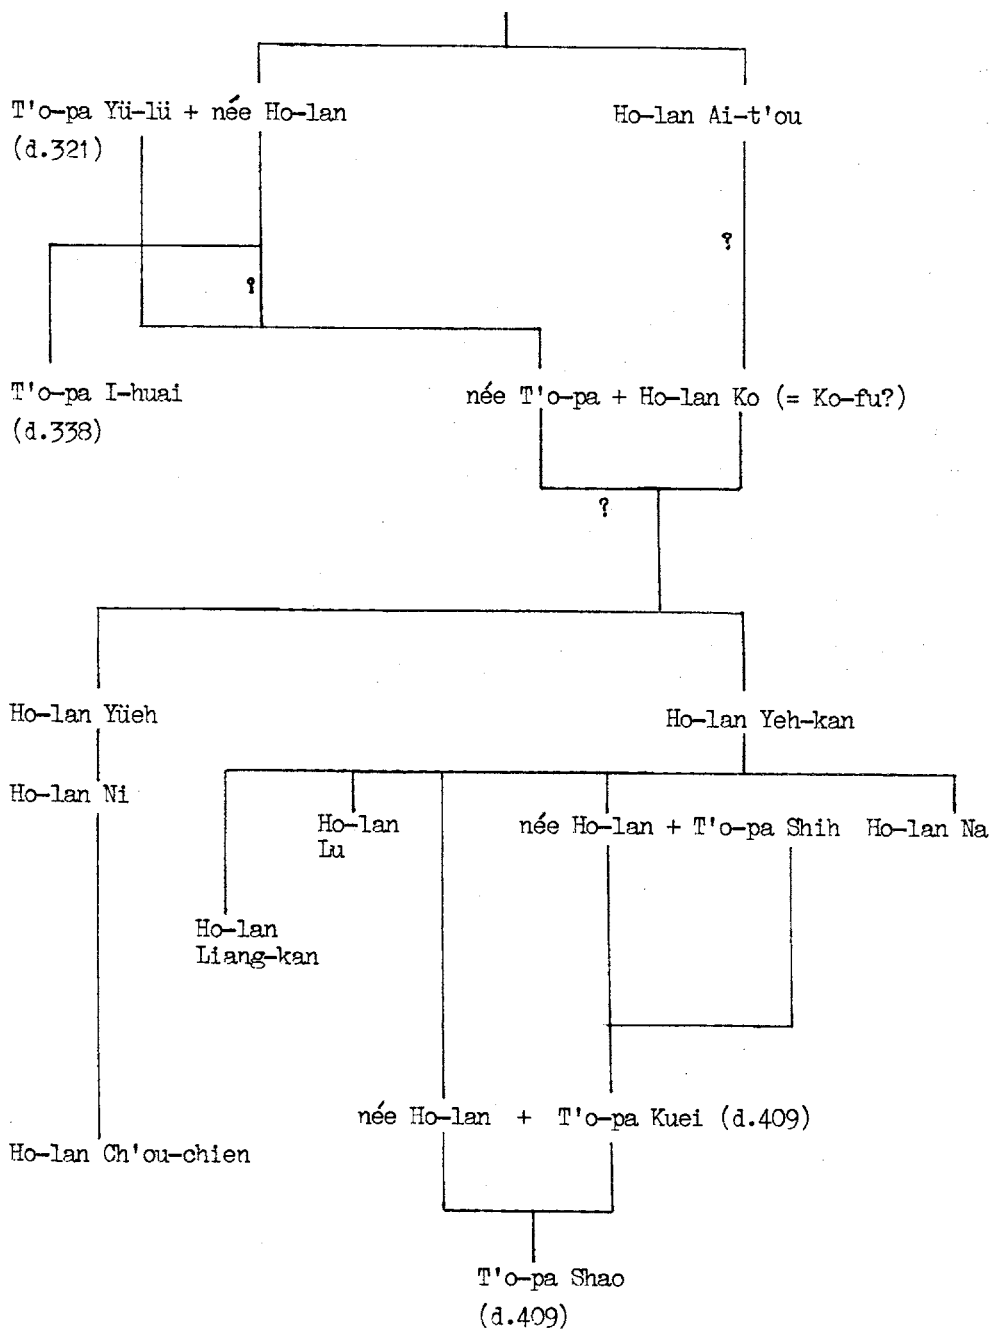 T'o-pa Yü-lü + née Ho-lan
(d.321)
Ho-lan Ai-t'ou
?
?
T'o-pa I-huai
(d.338)
née T'o-pa + Ho-lan Ko (= Ko-fu?)
?
Ho-lan Yüeh
Ho-lan Yeh-kan
Ho-lan Ni
Ho-lan
Lu
née Ho-lan + T'o-pa Shih
Ho-lan Na
Ho-lan
Liang-kan
née Ho-lan + T'o-pa Kuei (d.409)
Ho-lan Ch'ou-chien
T'o-pa Shao
(d.409)